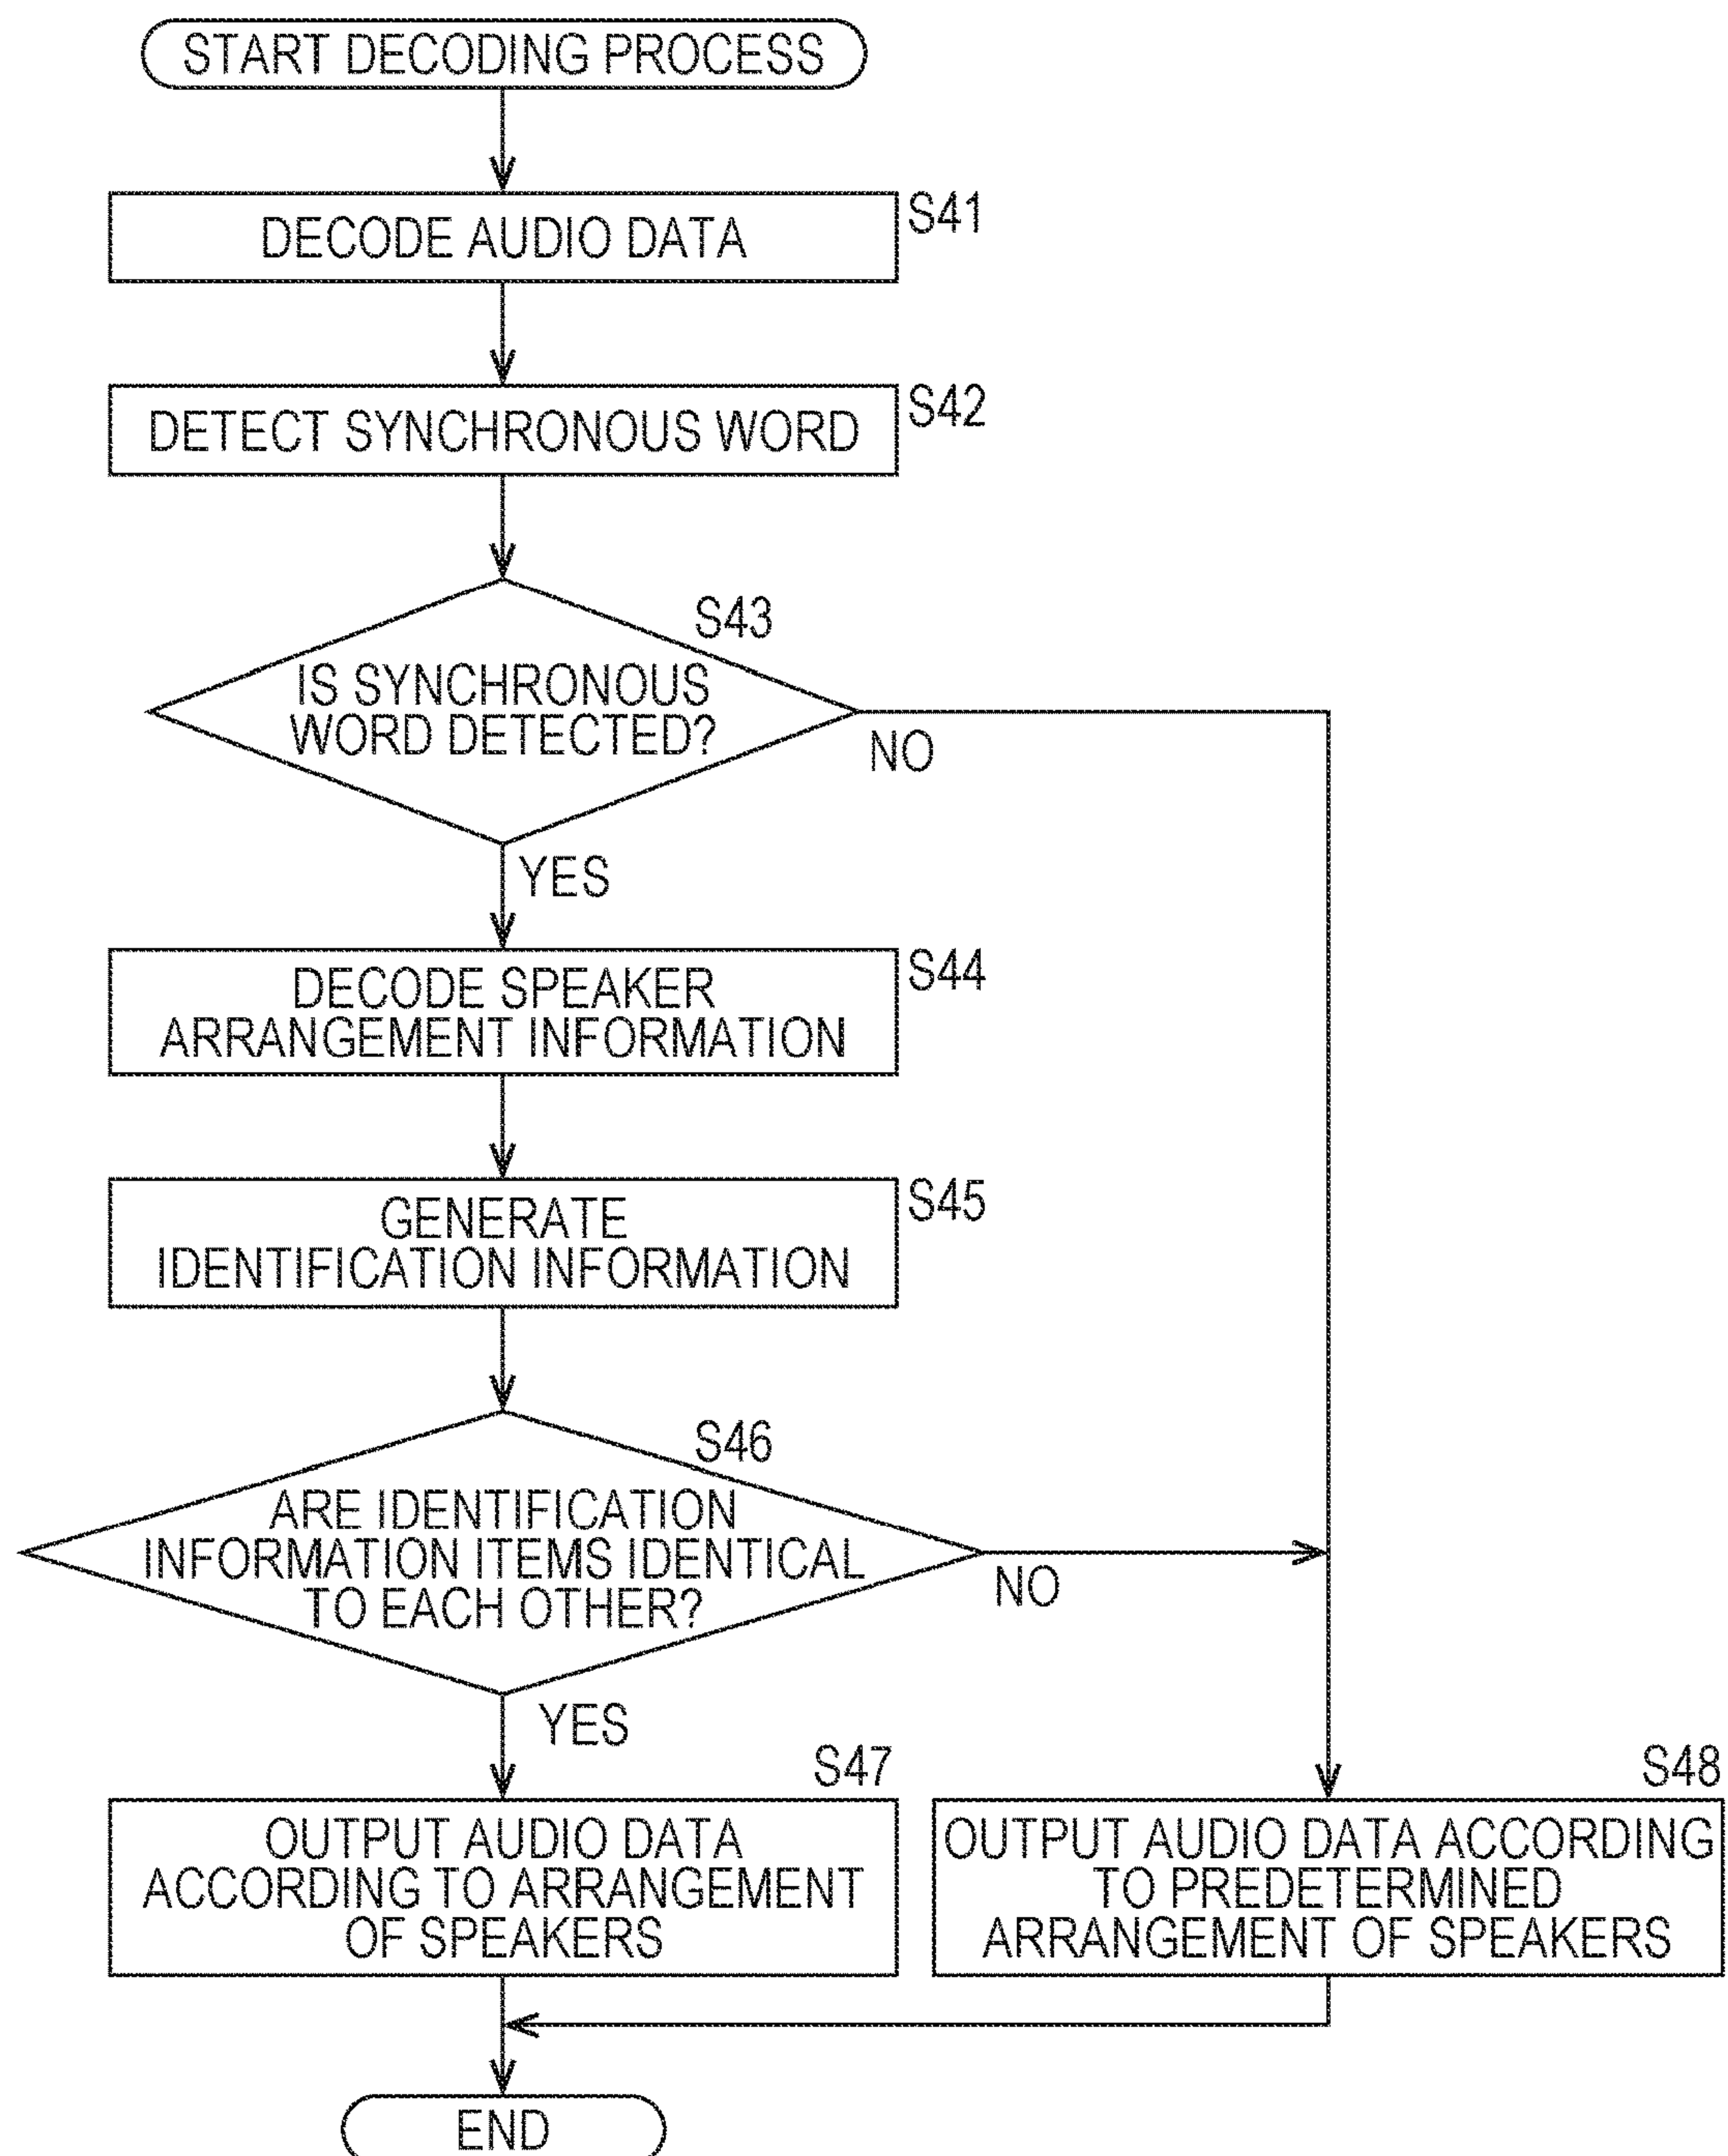 START DECODING PROCESS
DECODE AUDIO DATA
S41
DETECT SYNCHRONOUS WORD
S42
S43
IS SYNCHRONOUS
WORD DETECTED?
NO
YES
DECODE SPEAKER
ARRANGEMENT INFORMATION
S44
GENERATE
IDENTIFICATION INFORMATION
S45
S46
ARE IDENTIFICATION
INFORMATION ITEMS IDENTICAL
TO EACH OTHER?
NO
YES
S47
OUTPUT AUDIO DATA
ACCORDING TO ARRANGEMENT
OF SPEAKERS
S48
OUTPUT AUDIO DATA ACCORDING
TO PREDETERMINED
ARRANGEMENT OF SPEAKERS
END